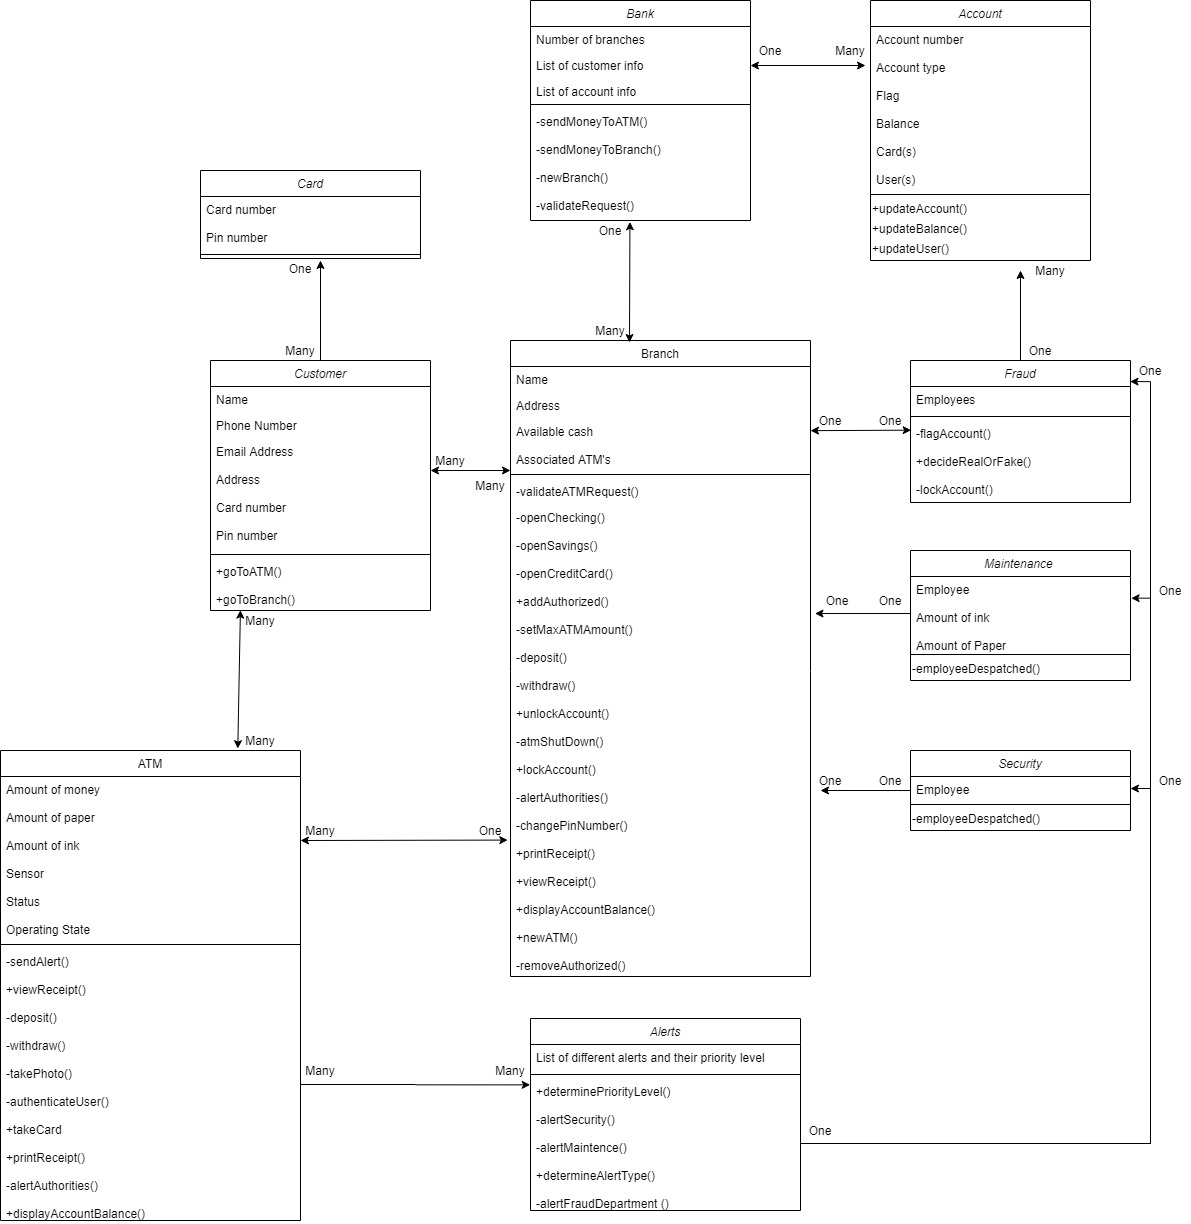 Bank
Number of branches
List of customer info
List of account info
-sendMoneyToATM()
-sendMoneyToBranch()
-newBranch()
-validateRequest()
One
Many
Account
Account number
Account type
Flag
Balance
Card(s)
User(s)
+updateAccount()
+updateBalance()
+updateUser()
Card
Card number
Pin number
One
Many
One
Many
Many
One
Customer
Name
Phone Number
Email Address
Address
Card number
Pin number
+goToATM()
+goToBranch()
Many
Many
Branch
Name
Address
Available cash
Associated ATM's
-validateATMRequest()
-openChecking()
-openSavings()
-openCreditCard()
+addAuthorized()
-setMaxATMAmount()
-deposit()
-withdraw()
+unlockAccount()
-atmShutDown()
+lockAccount()
-alertAuthorities()
-changePinNumber()
+printReceipt()
+viewReceipt()
+displayAccountBalance()
+newATM()
-removeAuthorized()
One
One
Fraud
Employees
-flagAccount()
+decideRealOrFake()
-lockAccount()
One
One
One
Maintenance
Employee
Amount of ink
Amount of Paper
-employeeDespatched()
One
One
One
Security
Employee
-employeeDespatched()
One
Many
Many
ATM
Amount of money
Amount of paper
Amount of ink
Sensor
Status
Operating State
-sendAlert()
+viewReceipt()
-deposit()
-withdraw()
-takePhoto()
-authenticateUser()
+takeCard
+printReceipt()
-alertAuthorities()
+displayAccountBalance()
Many
One
Many
Many
Alerts
List of different alerts and their priority level
+determinePriorityLevel()
-alertSecurity()
-alertMaintence()
+determineAlertType()
-alertFraudDepartment ()
One